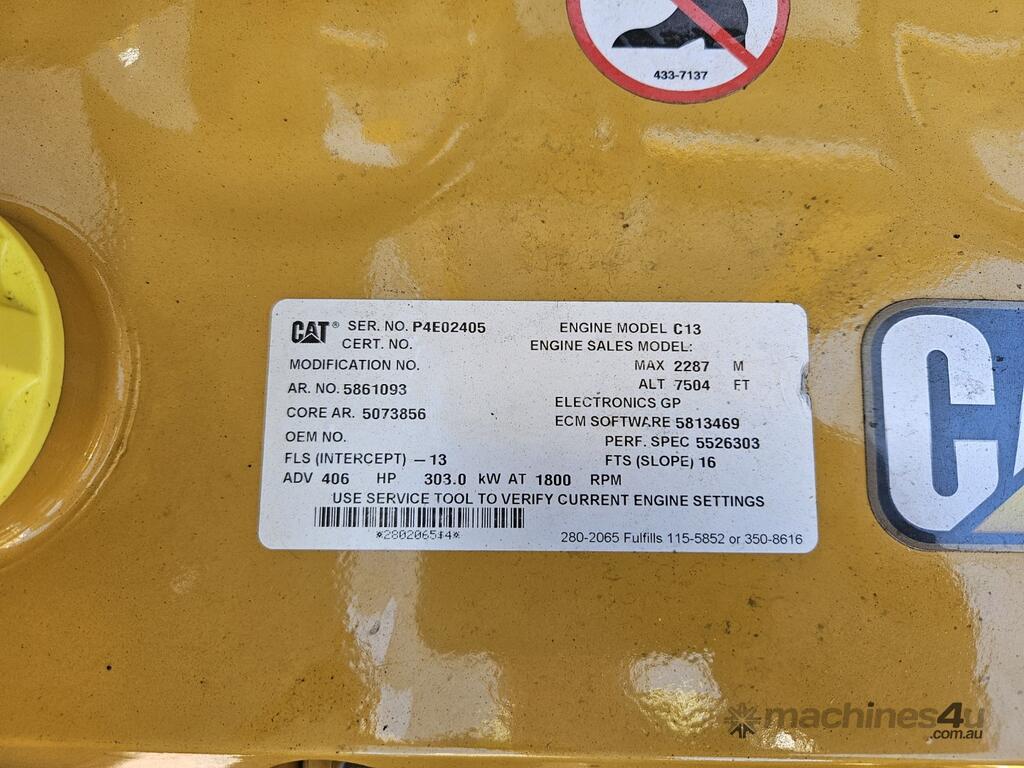 433-7137
CAT® SER. NO. P4E02405 ENGINE MODEL C13
CERT. NO. ENGINE SALES MODEL:
MODIFICATION NO. MAX 2287 M
AR. NO. 5861093 ALT 7504 FT
ELECTRONICS GP
CORE AR. 5073856 ECM SOFTWARE 5813469
OEM NO. PERF. SPEC 5526303
FLS (INTERCEPT) –13 FTS (SLOPE) 16
ADV 406 HP 303.0 kW AT 1800 RPM
USE SERVICE TOOL TO VERIFY CURRENT ENGINE SETTINGS
280-2065 Fulfills 115-5852 or 350-8616
C
machines4u
.com.au